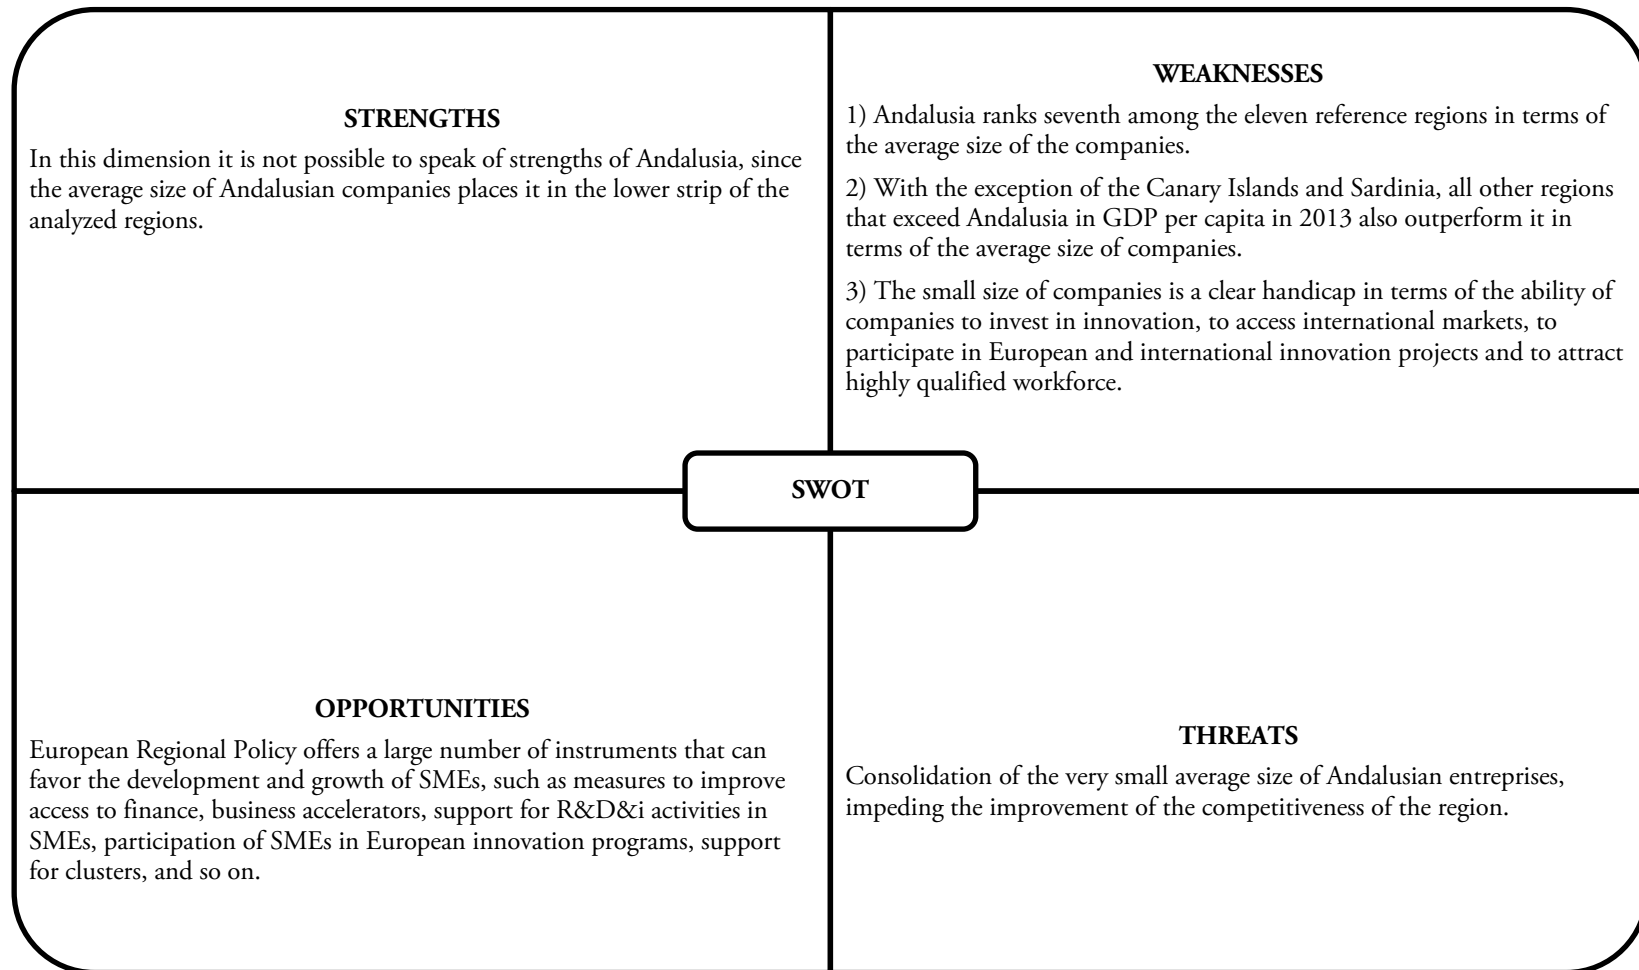 STRENGTHS
In this dimension it is not possible to speak of strengths of Andalusia, since
the average size of Andalusian companies places it in the lower strip of the
analyzed regions.
WEAKNESSES
1) Andalusia ranks seventh among the eleven reference regions in terms of
the average size of the companies.
2) With the exception of the Canary Islands and Sardinia, all other regions
that exceed Andalusia in GDP per capita in 2013 also outperform it in
terms of the average size of companies.
3) The small size of companies is a clear handicap in terms of the ability of
companies to invest in innovation, to access international markets, to
participate in European and international innovation projects and to attract
highly qualified workforce.
SWOT
OPPORTUNITIES
European Regional Policy offers a large number of instruments that can
favor the development and growth of SMEs, such as measures to improve
access to finance, business accelerators, support for R&D&i activities in
SMEs, participation of SMEs in European innovation programs, support
for clusters, and so on.
THREATS
Consolidation of the very small average size of Andalusian entreprises,
impeding the improvement of the competitiveness of the region.